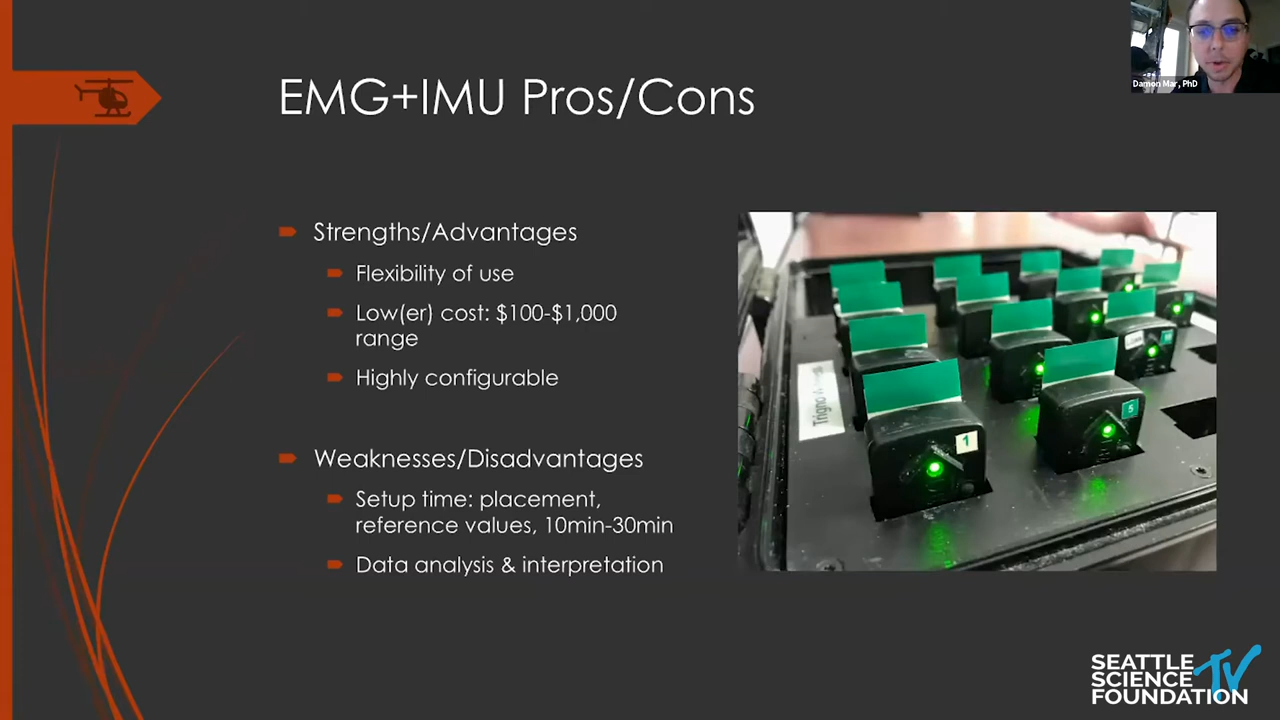 Damon Mar, PhD
EMG+IMU Pros/Cons
Strengths/Advantages
Flexibility of use
Low(er) cost: $100-$1,000
range
Highly configurable
Weaknesses/Disadvantages
Setup time: placement,
reference values, 10min-30min
Data analysis & interpretation
Trigno
1
5
SEATTLE
SCIENCE TV
FOUNDATION